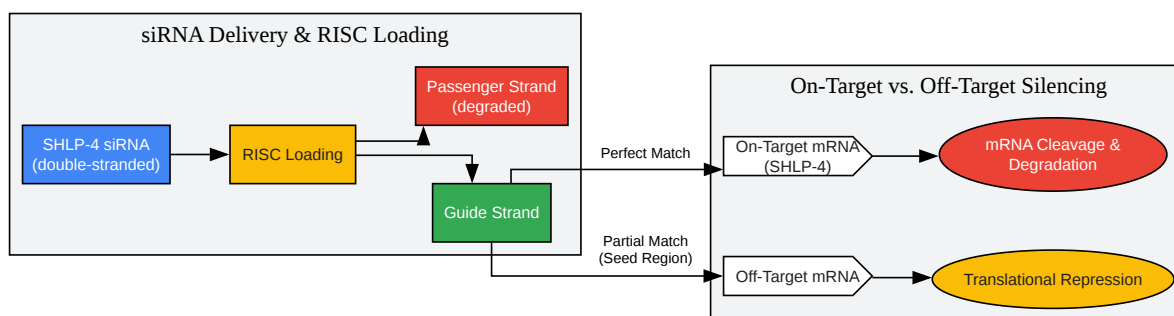 siRNA Delivery & RISC Loading
SHLP-4 siRNA
(double-stranded)
RISC Loading
Passenger Strand
(degraded)
Guide Strand
Perfect Match
Partial Match
(Seed Region)
On-Target vs. Off-Target Silencing
On-Target mRNA
(SHLP-4)
mRNA Cleavage &
Degradation
Off-Target mRNA
Translational Repression